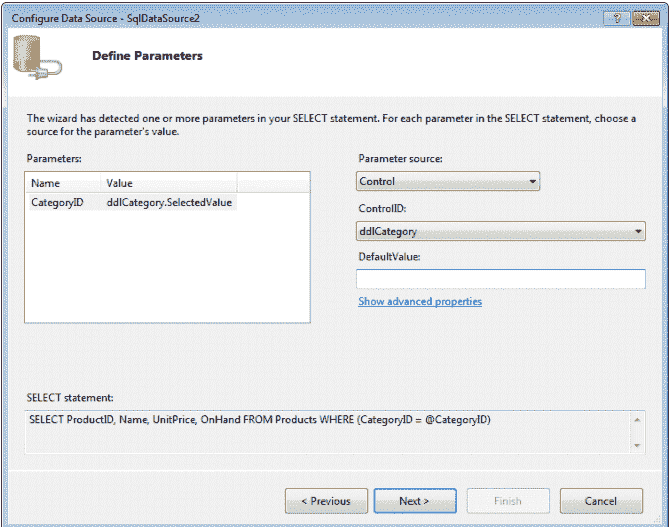 Configure Data Source - SqlDataSource2
Define Parameters
The wizard has detected one or more parameters in your SELECT statement. For each parameter in the SELECT statement, choose a
source for the parameter's value.
Parameters:
Name Value
CategoryID ddlCategory.SelectedValue
Parameter source:
Control
ControlID:
ddlCategory
DefaultValue:
Show advanced properties
SELECT statement:
SELECT ProductID, Name, UnitPrice, OnHand FROM Products WHERE (CategoryID = @CategoryID)
< Previous Next > Finish Cancel